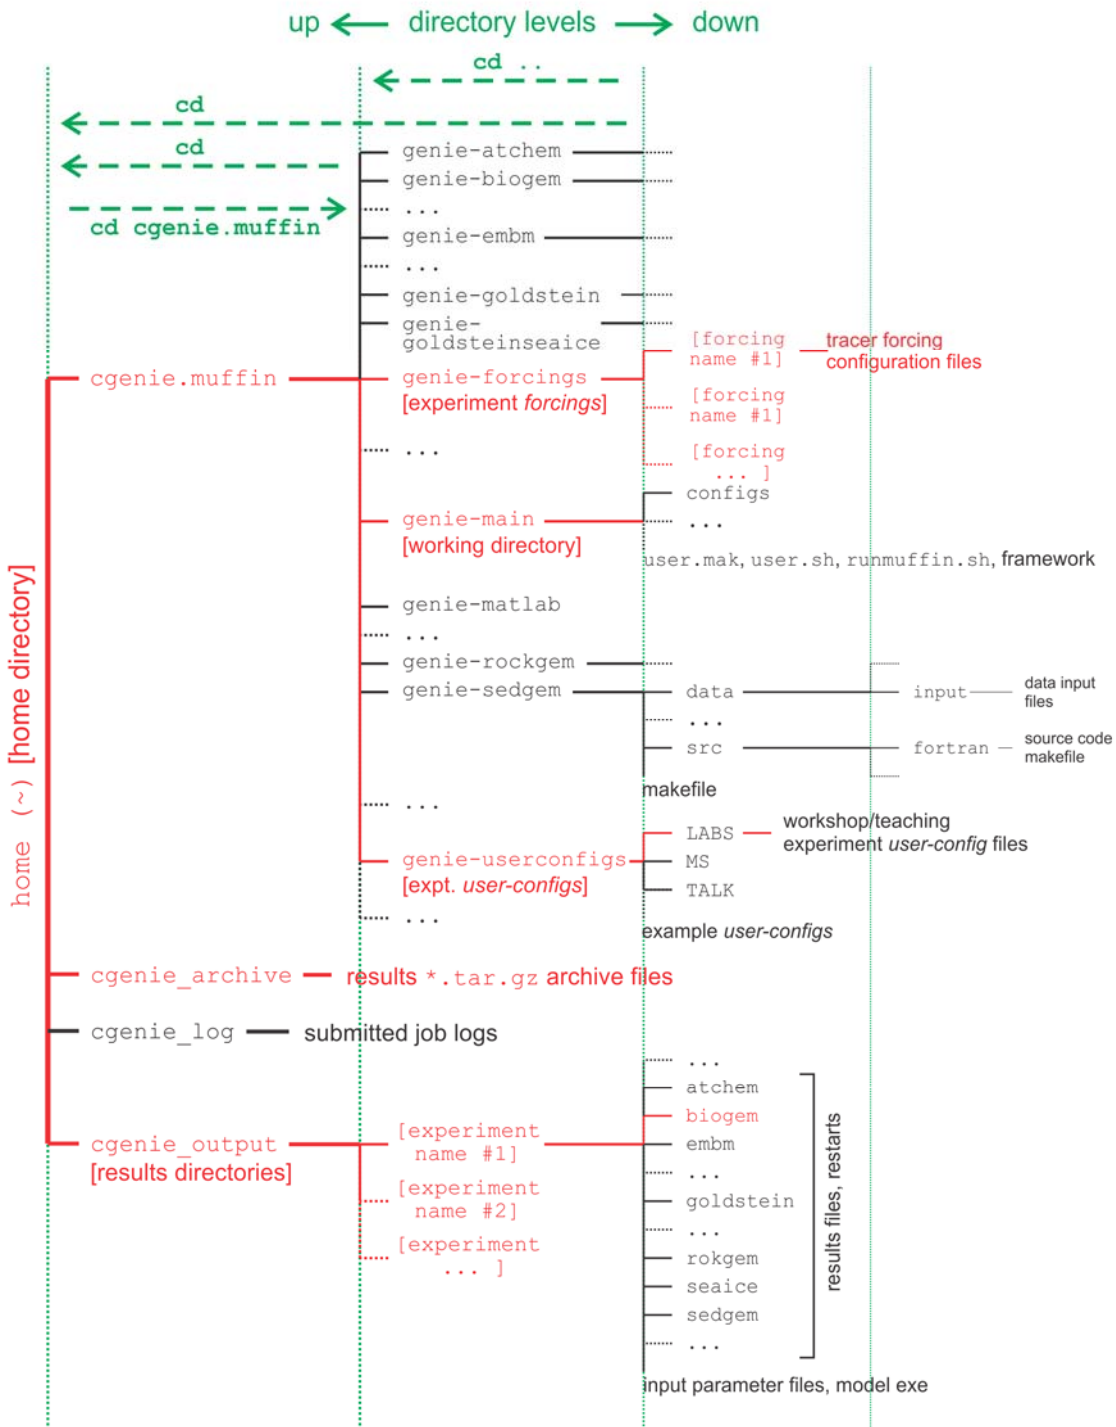 up directory levels down
cd ..
cd
cd
cd cgenie.muffin
genie-atchem
genie-biogem
...
genie-embm
...
genie-goldstein
genie-
goldsteinseaice
cgenie.muffin
genie-forcings
[experiment forcings]
[forcing
name #1]
tracer forcing
configuration files
[forcing
name #1]
[forcing
... ]
...
genie-main
[working directory]
configs
...
user.mak, user.sh, runmuffin.sh, framework
genie-matlab
...
genie-rockgem
genie-sedgem
data
input
data input
files
...
src
fortran
source code
makefile
makefile
...
genie-userconfigs
[expt. user-configs]
LABS
workshop/teaching
experiment user-config files
MS
TALK
...
example user-configs
home (~) [home directory]
cgenie_archive
results *.tar.gz archive files
cgenie_log
submitted job logs
cgenie_output
[results directories]
[experiment
name #1]
[experiment
name #2]
[experiment
... ]
...
atchem
biogem
embm
...
goldstein
...
rokgem
seaice
sedgem
...
results files, restarts
input parameter files, model exe